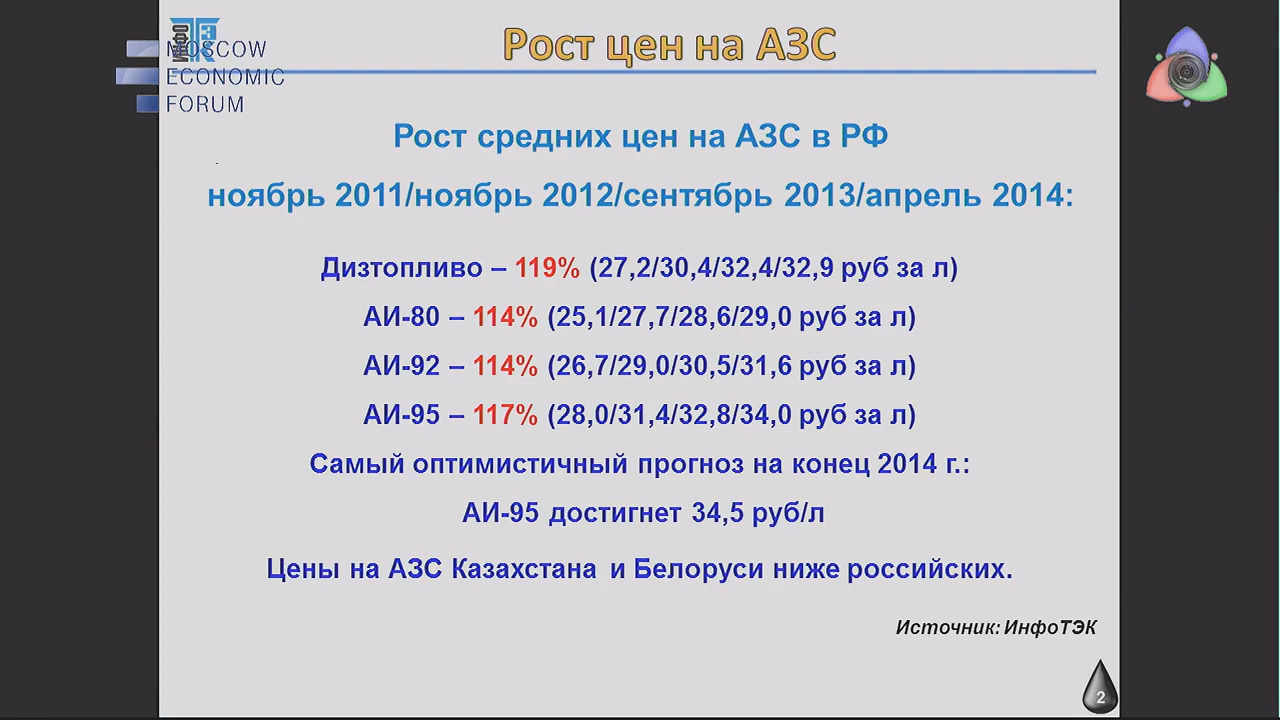 Рост цен на АЗС
Инфо
ТЭК
MOSCOW
ECONOMIC
FORUM
Рост средних цен на АЗС в РФ
ноябрь 2011/ноябрь 2012/сентябрь 2013/апрель 2014:
Дизтопливо – 119% (27,2/30,4/32,4/32,9 руб за л)
АИ-80 – 114% (25,1/27,7/28,6/29,0 руб за л)
АИ-92 – 114% (26,7/29,0/30,5/31,6 руб за л)
АИ-95 – 117% (28,0/31,4/32,8/34,0 руб за л)
Самый оптимистичный прогноз на конец 2014 г.:
АИ-95 достигнет 34,5 руб/л
Цены на АЗС Казахстана и Белоруси ниже российских.
Источник: ИнфоТЭК
2